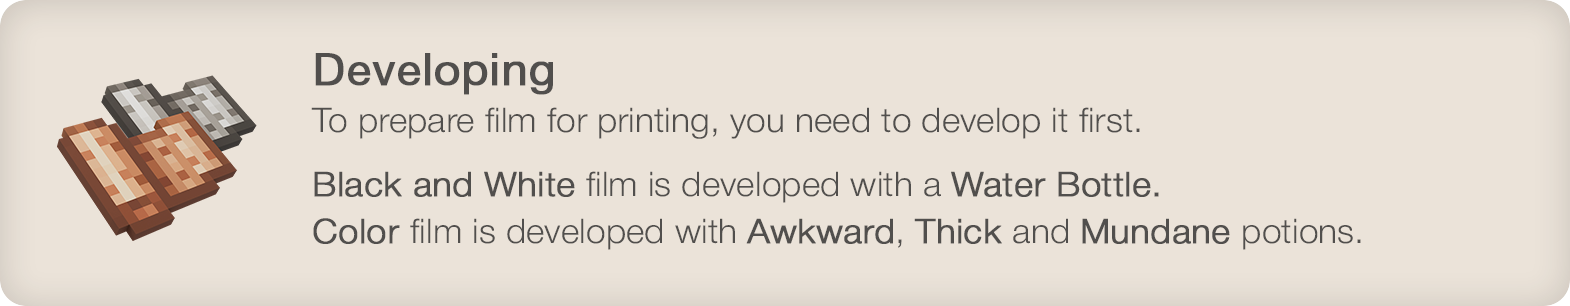 Developing
To prepare film for printing, you need to develop it first.
Black and White film is developed with a Water Bottle.
Color film is developed with Awkward, Thick and Mundane potions.